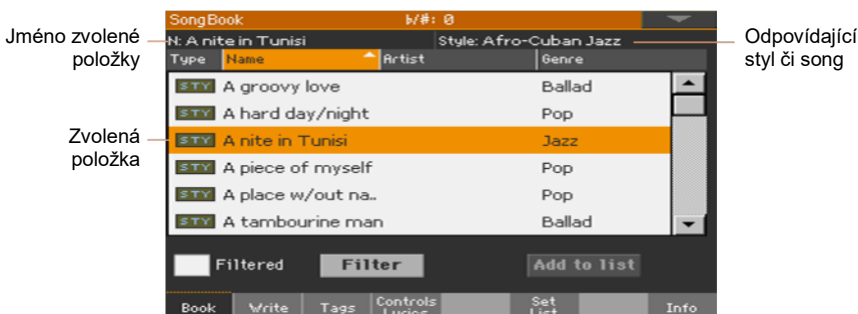 SongBook ♭/#: 0
Jméno zvolené
položky
N: A nite in Tunisi Style: Afro-Cuban Jazz
Odpovídající
styl či song
Type Name Artist Genre
STY A groovy love Ballad
STY A hard day/night Pop
Zvolená
položka
STY A nite in Tunisi Jazz
STY A piece of myself Pop
STY A place w/out na.. Pop
STY A tambourine man Ballad
Filtered Filter Add to list
Book Write Tags Controls Set Info
Lyrics List